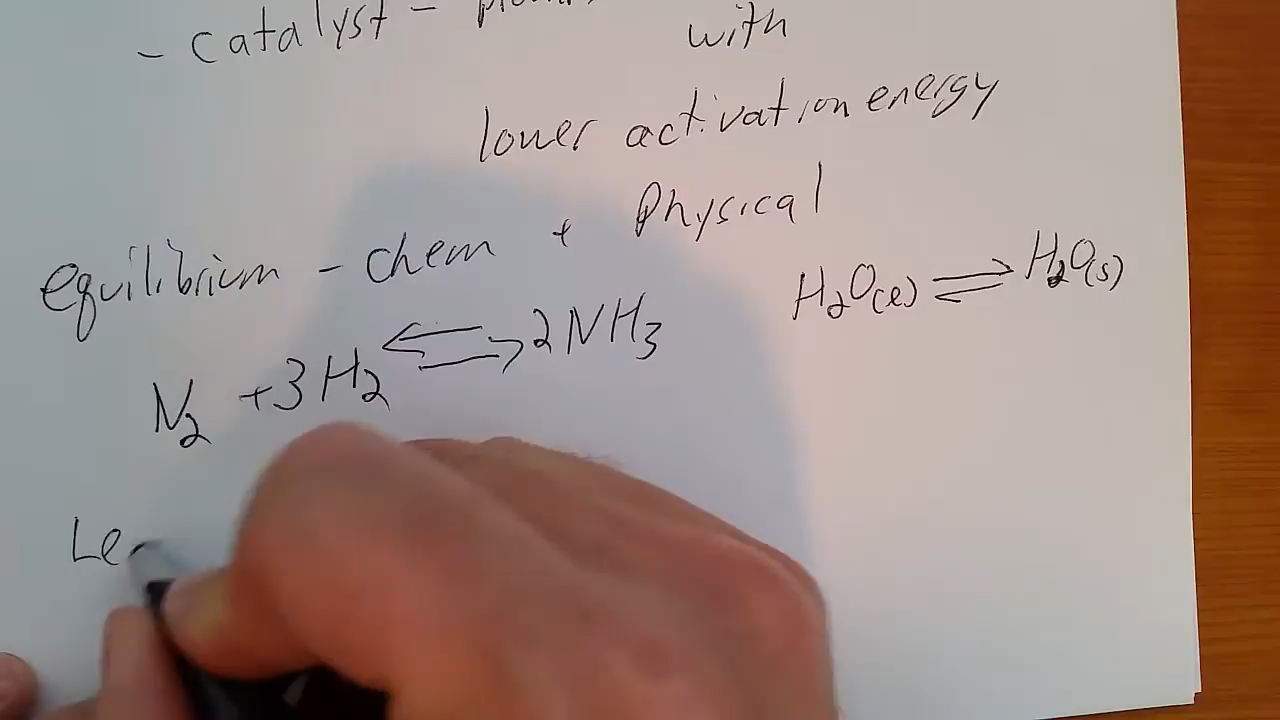 - catalyst -
with
lower activation energy
equilibrium - chem + Physical
N₂ + 3H₂ ⇌ 2NH₃
H₂O(l) ⇌ H₂O(s)
Le